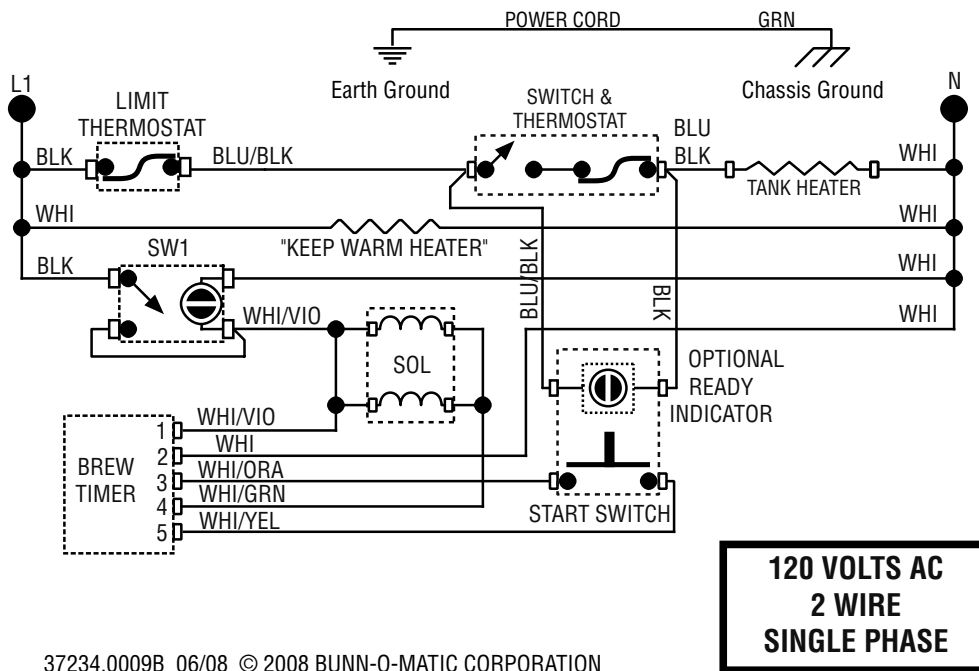 POWER CORD
GRN
Earth Ground
Chassis Ground
L1
N
LIMIT
THERMOSTAT
SWITCH &
THERMOSTAT
BLK
BLU/BLK
BLU
BLK
TANK HEATER
WHI
WHI
"KEEP WARM HEATER"
WHI
BLK
SW1
WHI
BLU/BLK
BLK
WHI
WHI/VIO
SOL
OPTIONAL
READY
INDICATOR
BREW
TIMER
1
WHI/VIO
2
WHI
3
WHI/ORA
4
WHI/GRN
5
WHI/YEL
START SWITCH
120 VOLTS AC
2 WIRE
SINGLE PHASE
37234.0009B 06/08 © 2008 BUNN-O-MATIC CORPORATION